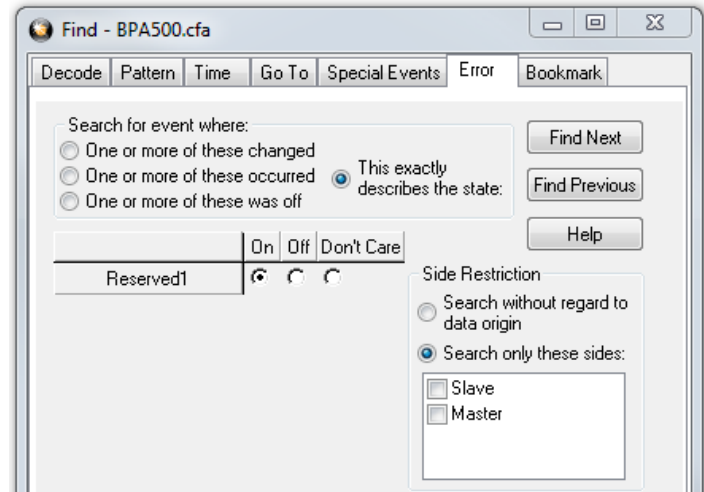 Find - BPA500.cfa
Decode Pattern Time Go To Special Events Error Bookmark
Search for event where:
One or more of these changed
One or more of these occurred
One or more of these was off
This exactly
describes the state:
Find Next
Find Previous
Help
On Off Don't Care
Reserved1
Side Restriction
Search without regard to
data origin
Search only these sides:
Slave
Master